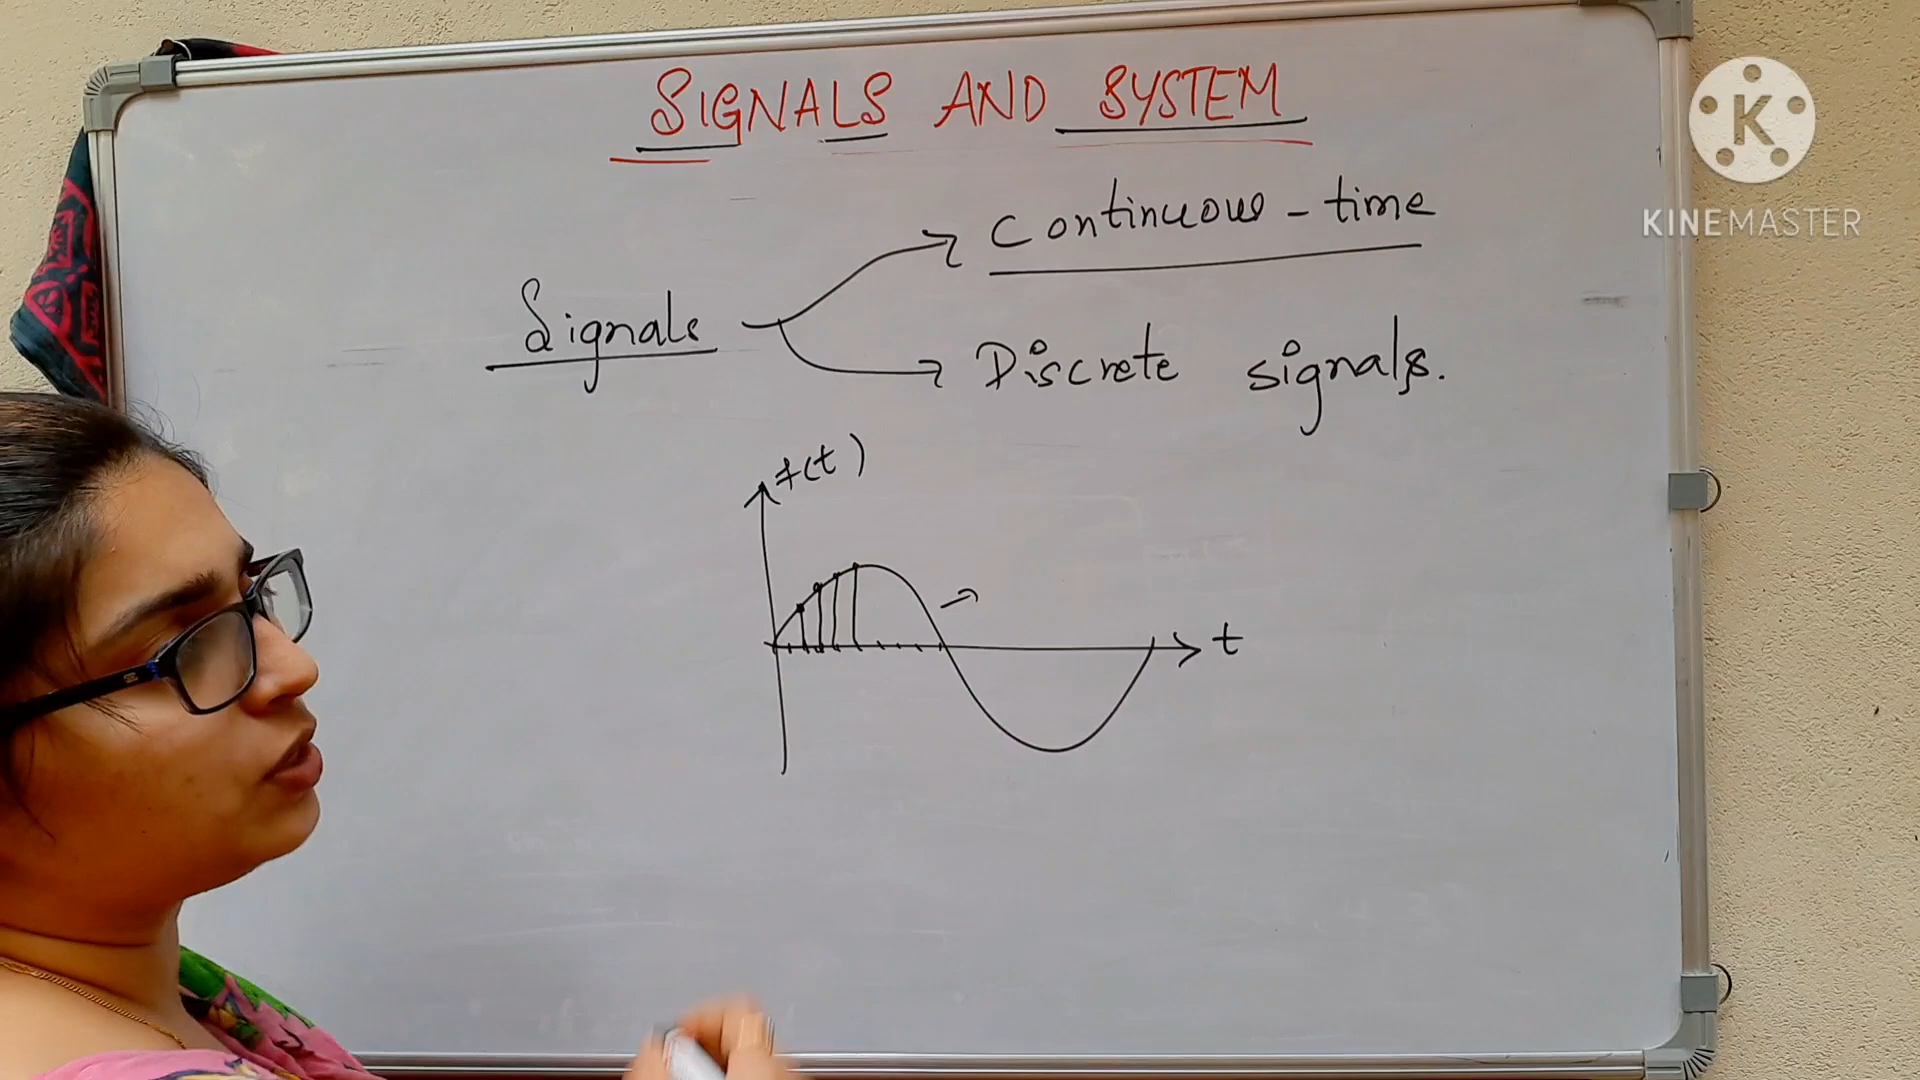 SIGNALS AND SYSTEM
K
KINEMASTER
Continuous - time
Signals
Discrete signals.
f(t)
t